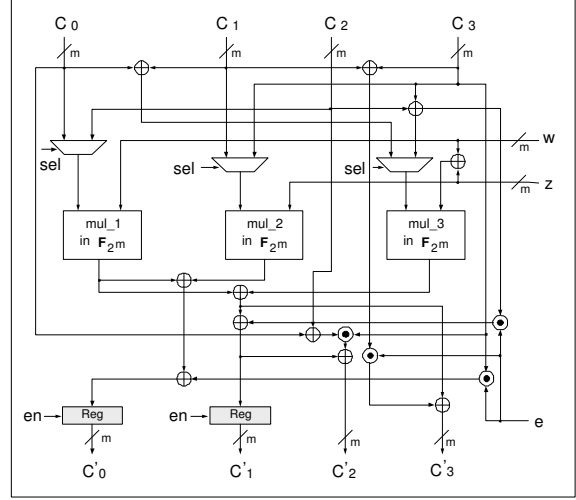 C 0 C 1 C 2 C 3
m m m m
w
m
sel sel sel
z
m
mul_1 mul_2 mul_3
in F2m in F2m in F2m
e
en Reg en Reg
m m m m
C'0 C'1 C'2 C'3